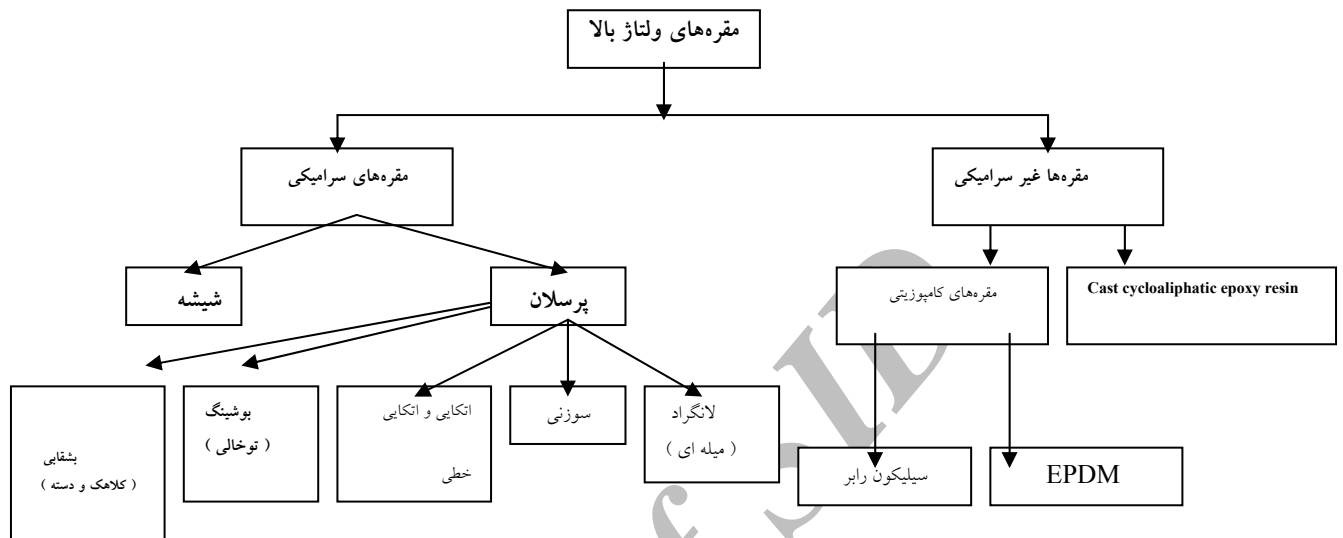 مقره‌های ولتاژ بالا
مقره‌های سرامیکی
مقره‌ها غیر سرامیکی
شیشه
پرسلان
مقره‌های کامپوزیتی
Cast cycloaliphatic epoxy resin
بشقابی
( کلاهک و دسته )
بوشینگ
( توخالی )
اتکایی و اتکایی
خطی
سوزنی
لانگراد
( میله ای )
سیلیکون رابر
EPDM
f SID